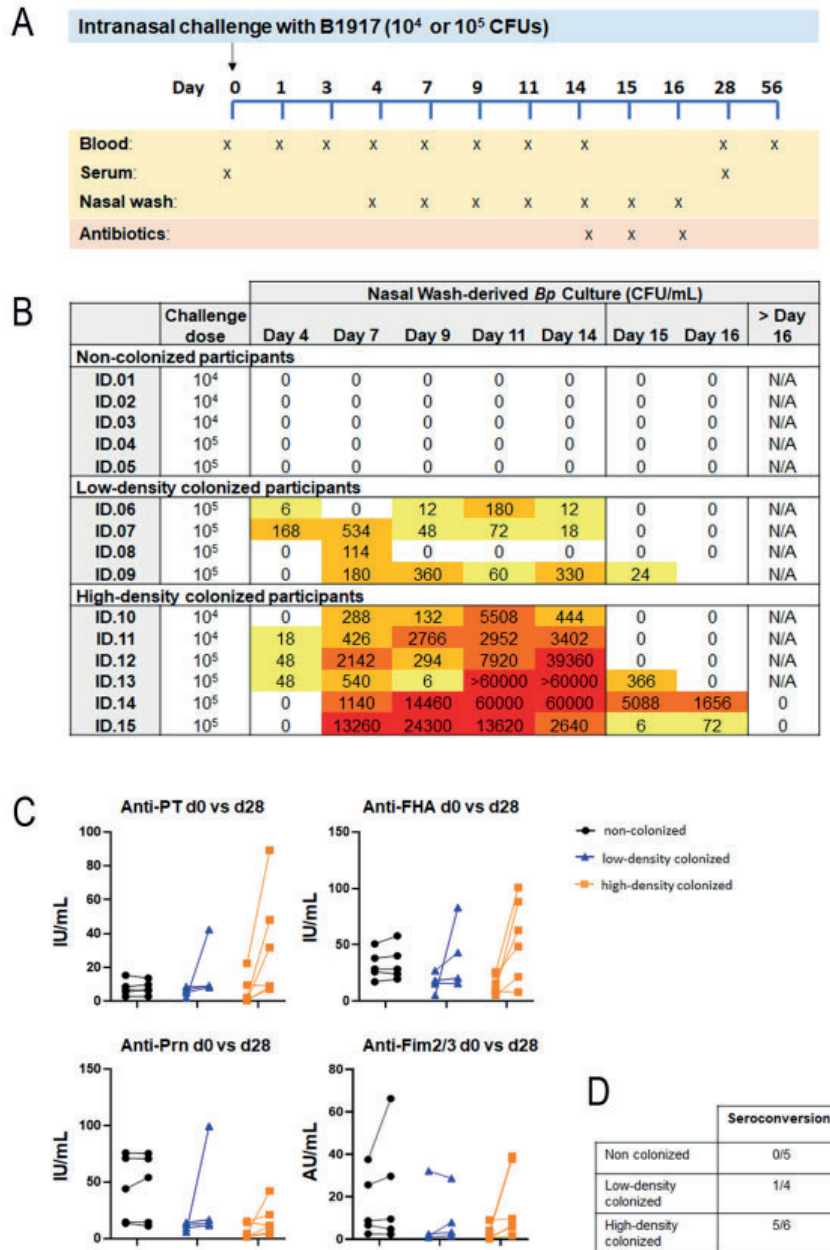 A
Intranasal challenge with B1917 (10⁴ or 10⁵ CFUs)
Day 0 1 3 4 7 9 11 14 15 16 28 56
Blood: x x x x x x x x x x
Serum: x x
Nasal wash: x x x x x x x
Antibiotics: x x x
B
Nasal Wash-derived Bp Culture (CFU/mL)
Challenge dose Day 4 Day 7 Day 9 Day 11 Day 14 Day 15 Day 16 > Day 16
Non-colonized participants
ID.01 10⁴ 0 0 0 0 0 0 0 N/A
ID.02 10⁴ 0 0 0 0 0 0 0 N/A
ID.03 10⁴ 0 0 0 0 0 0 0 N/A
ID.04 10⁵ 0 0 0 0 0 0 0 N/A
ID.05 10⁵ 0 0 0 0 0 0 0 N/A
Low-density colonized participants
ID.06 10⁵ 6 0 12 180 12 0 0 N/A
ID.07 10⁵ 168 534 48 72 18 0 0 N/A
ID.08 10⁵ 0 114 0 0 0 0 0 N/A
ID.09 10⁵ 0 180 360 60 330 24 N/A
High-density colonized participants
ID.10 10⁴ 0 288 132 5508 444 0 0 N/A
ID.11 10⁴ 18 426 2766 2952 3402 0 0 N/A
ID.12 10⁵ 48 2142 294 7920 39360 0 0 N/A
ID.13 10⁵ 48 540 6 >60000 >60000 366 0 N/A
ID.14 10⁵ 0 1140 14460 60000 60000 5088 1656 0
ID.15 10⁵ 0 13260 24300 13620 2640 6 72 0
C
Anti-PT d0 vs d28
IU/mL
100
80
60
40
20
0
Anti-FHA d0 vs d28
IU/mL
150
100
50
0
non-colonized
low-density colonized
high-density colonized
Anti-Prn d0 vs d28
IU/mL
150
100
50
0
Anti-Fim2/3 d0 vs d28
AU/mL
80
60
40
20
0
D
Seroconversion
Non colonized 0/5
Low-density colonized 1/4
High-density colonized 5/6